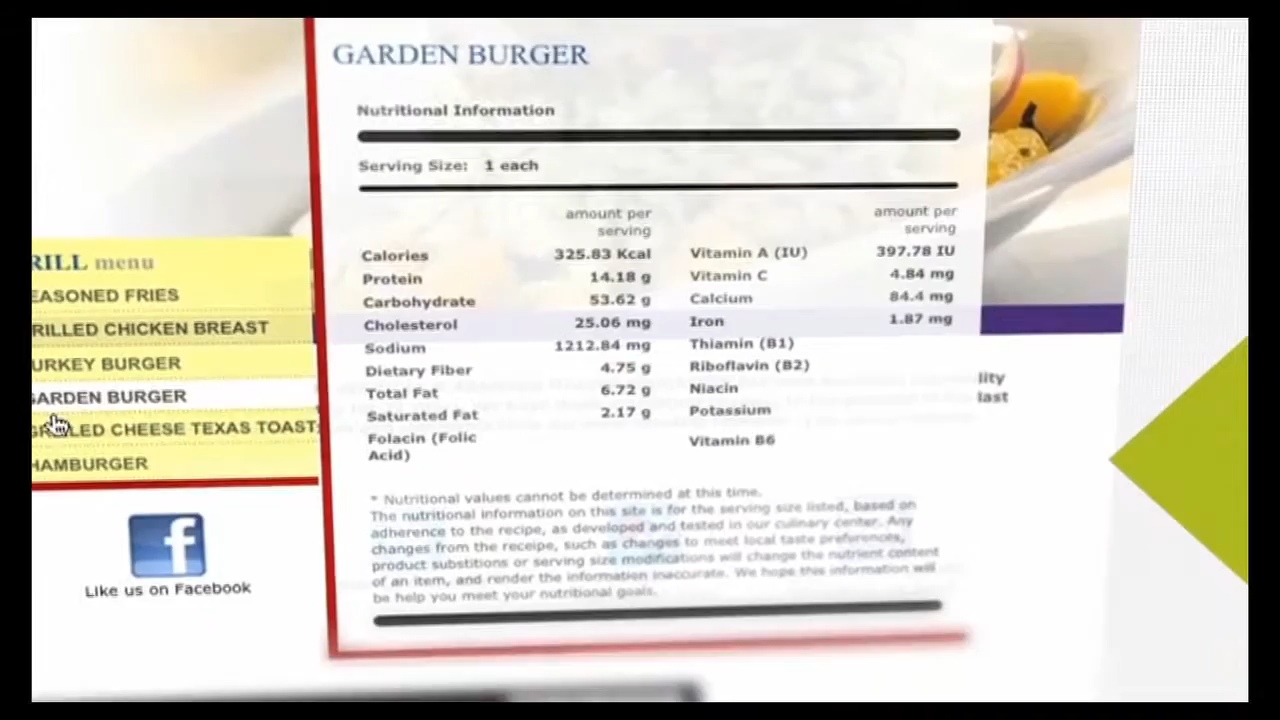 GARDEN BURGER
Nutritional Information
Serving Size: 1 each
amount per serving
amount per serving
Calories 325.83 Kcal Vitamin A (IU) 397.78 IU
Protein 14.18 g Vitamin C 4.84 mg
Carbohydrate 53.62 g Calcium 84.4 mg
Cholesterol 25.06 mg Iron 1.87 mg
Sodium 1212.84 mg Thiamin (B1)
Dietary Fiber 4.75 g Riboflavin (B2)
Total Fat 6.72 g Niacin
Saturated Fat 2.17 g Potassium
Folacin (Folic Acid) Vitamin B6
* Nutritional values cannot be determined at this time.
The nutritional information on this site is for the serving size listed, based on
adherence to the recipe, as developed and tested in our culinary center. Any
changes from the receipe, such as changes to meet local taste preferences,
product substitions or serving size modifications will change the nutrient content
of an item, and render the information inaccurate. We hope this information will
be help you meet your nutritional goals.
RILL menu
EASONED FRIES
RILLED CHICKEN BREAST
URKEY BURGER
GARDEN BURGER
GRILLED CHEESE TEXAS TOAST
HAMBURGER
lity
last
Like us on Facebook